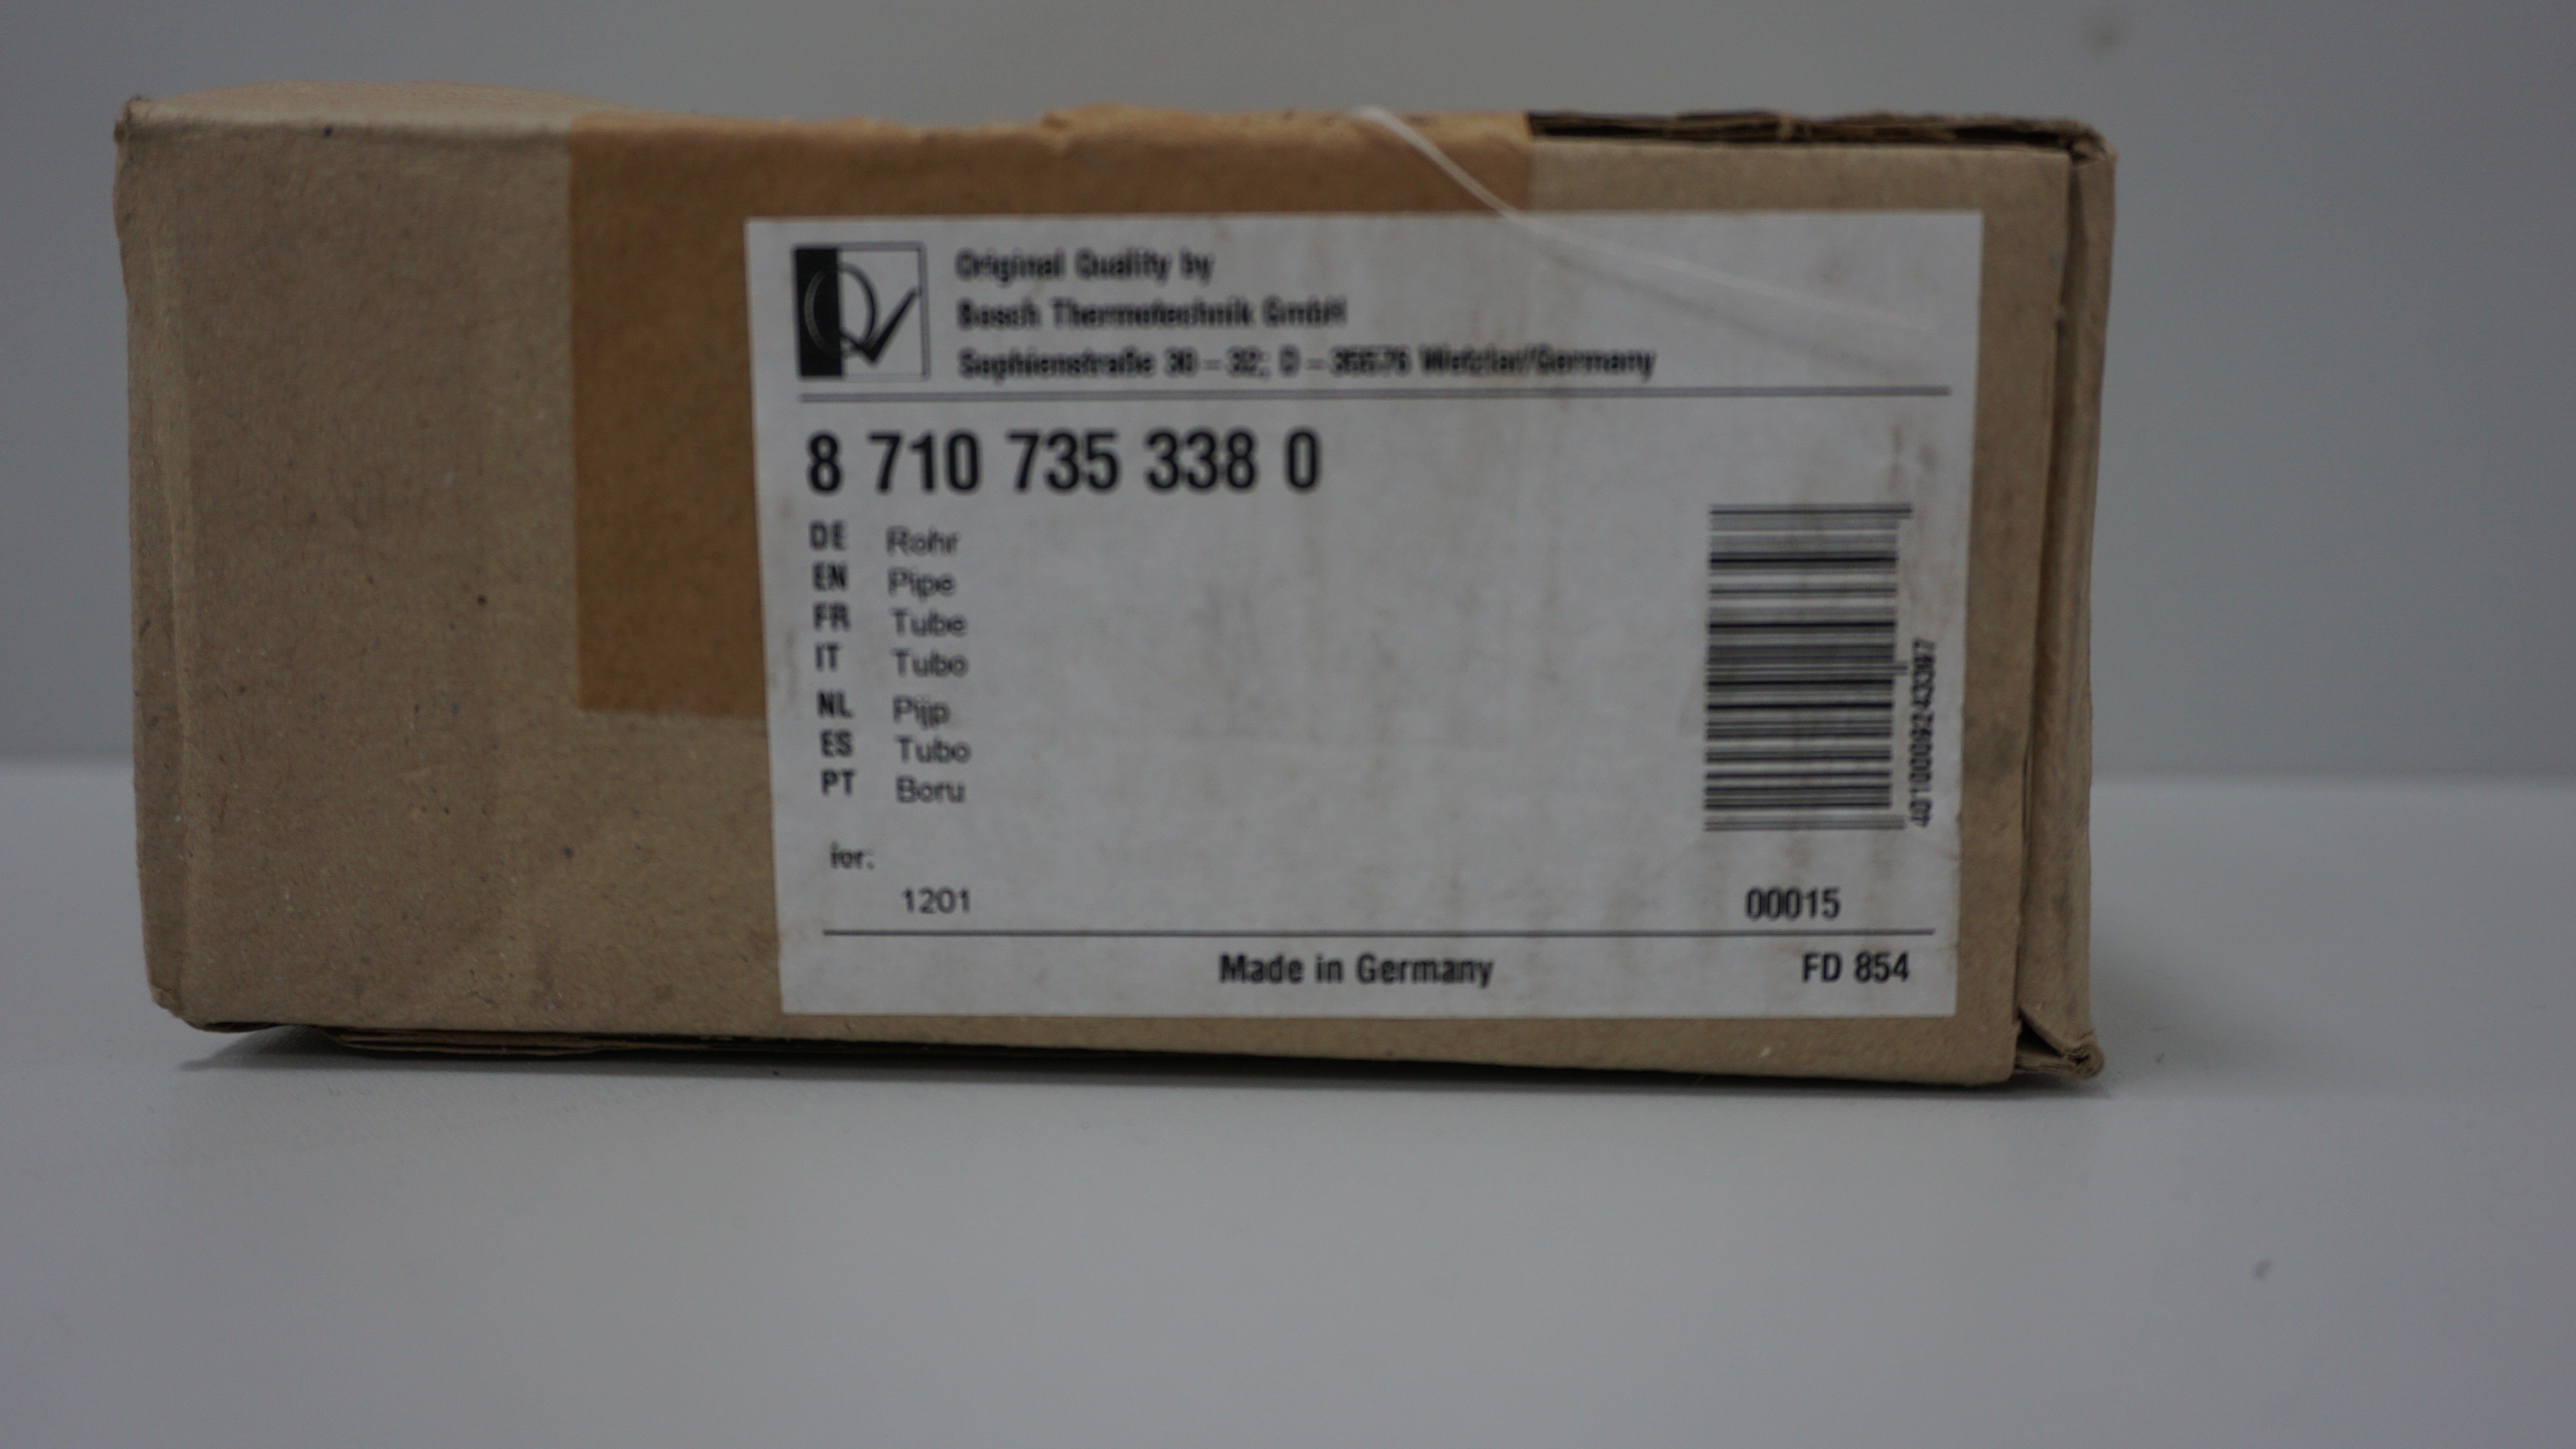 Original Quality by
Bosch Thermotechnik GmbH
Sophienstraße 30 – 32; D – 35576 Wetzlar/Germany
8 710 735 338 0
DE Rohr
EN Pipe
FR Tube
IT Tubo
NL Pijp
ES Tubo
PT Boru
for:
1201
00015
Made in Germany
FD 854